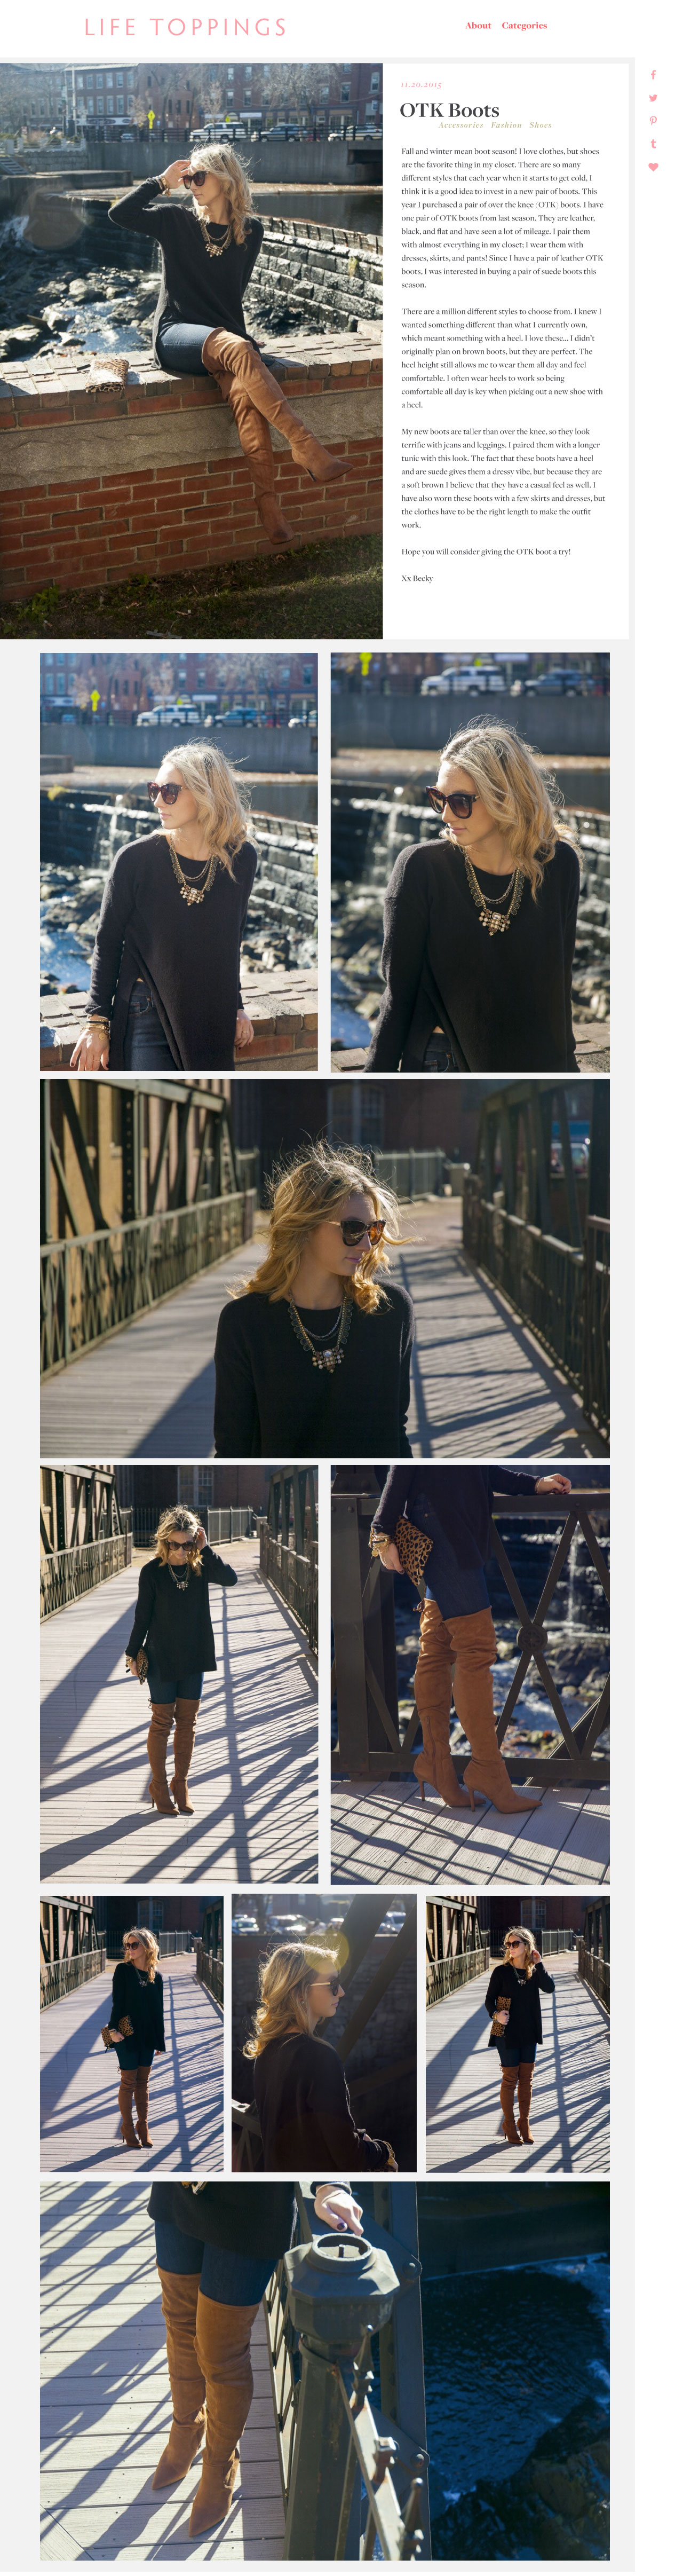 LIFE TOPPINGS
About Categories
11.20.2015
OTK Boots
Accessories Fashion Shoes
Fall and winter mean boot season! I love clothes, but shoes
are the favorite thing in my closet. There are so many
different styles that each year when it starts to get cold, I
think it is a good idea to invest in a new pair of boots. This
year I purchased a pair of over the knee (OTK) boots. I have
one pair of OTK boots from last season. They are leather,
black, and flat and have seen a lot of mileage. I pair them
with almost everything in my closet; I wear them with
dresses, skirts, and pants! Since I have a pair of leather OTK
boots, I was interested in buying a pair of suede boots this
season.
There are a million different styles to choose from. I knew I
wanted something different than what I currently own,
which meant something with a heel. I love these... I didn't
originally plan on brown boots, but they are perfect. The
heel height still allows me to wear them all day and feel
comfortable. I often wear heels to work so being
comfortable all day is key when picking out a new shoe with
a heel.
My new boots are taller than over the knee, so they look
terrific with jeans and leggings. I paired them with a longer
tunic with this look. The fact that these boots have a heel
and are suede gives them a dressy vibe, but because they are
a soft brown I believe that they have a casual feel as well. I
have also worn these boots with a few skirts and dresses, but
the clothes have to be the right length to make the outfit
work.
Hope you will consider giving the OTK boot a try!
Xx Becky